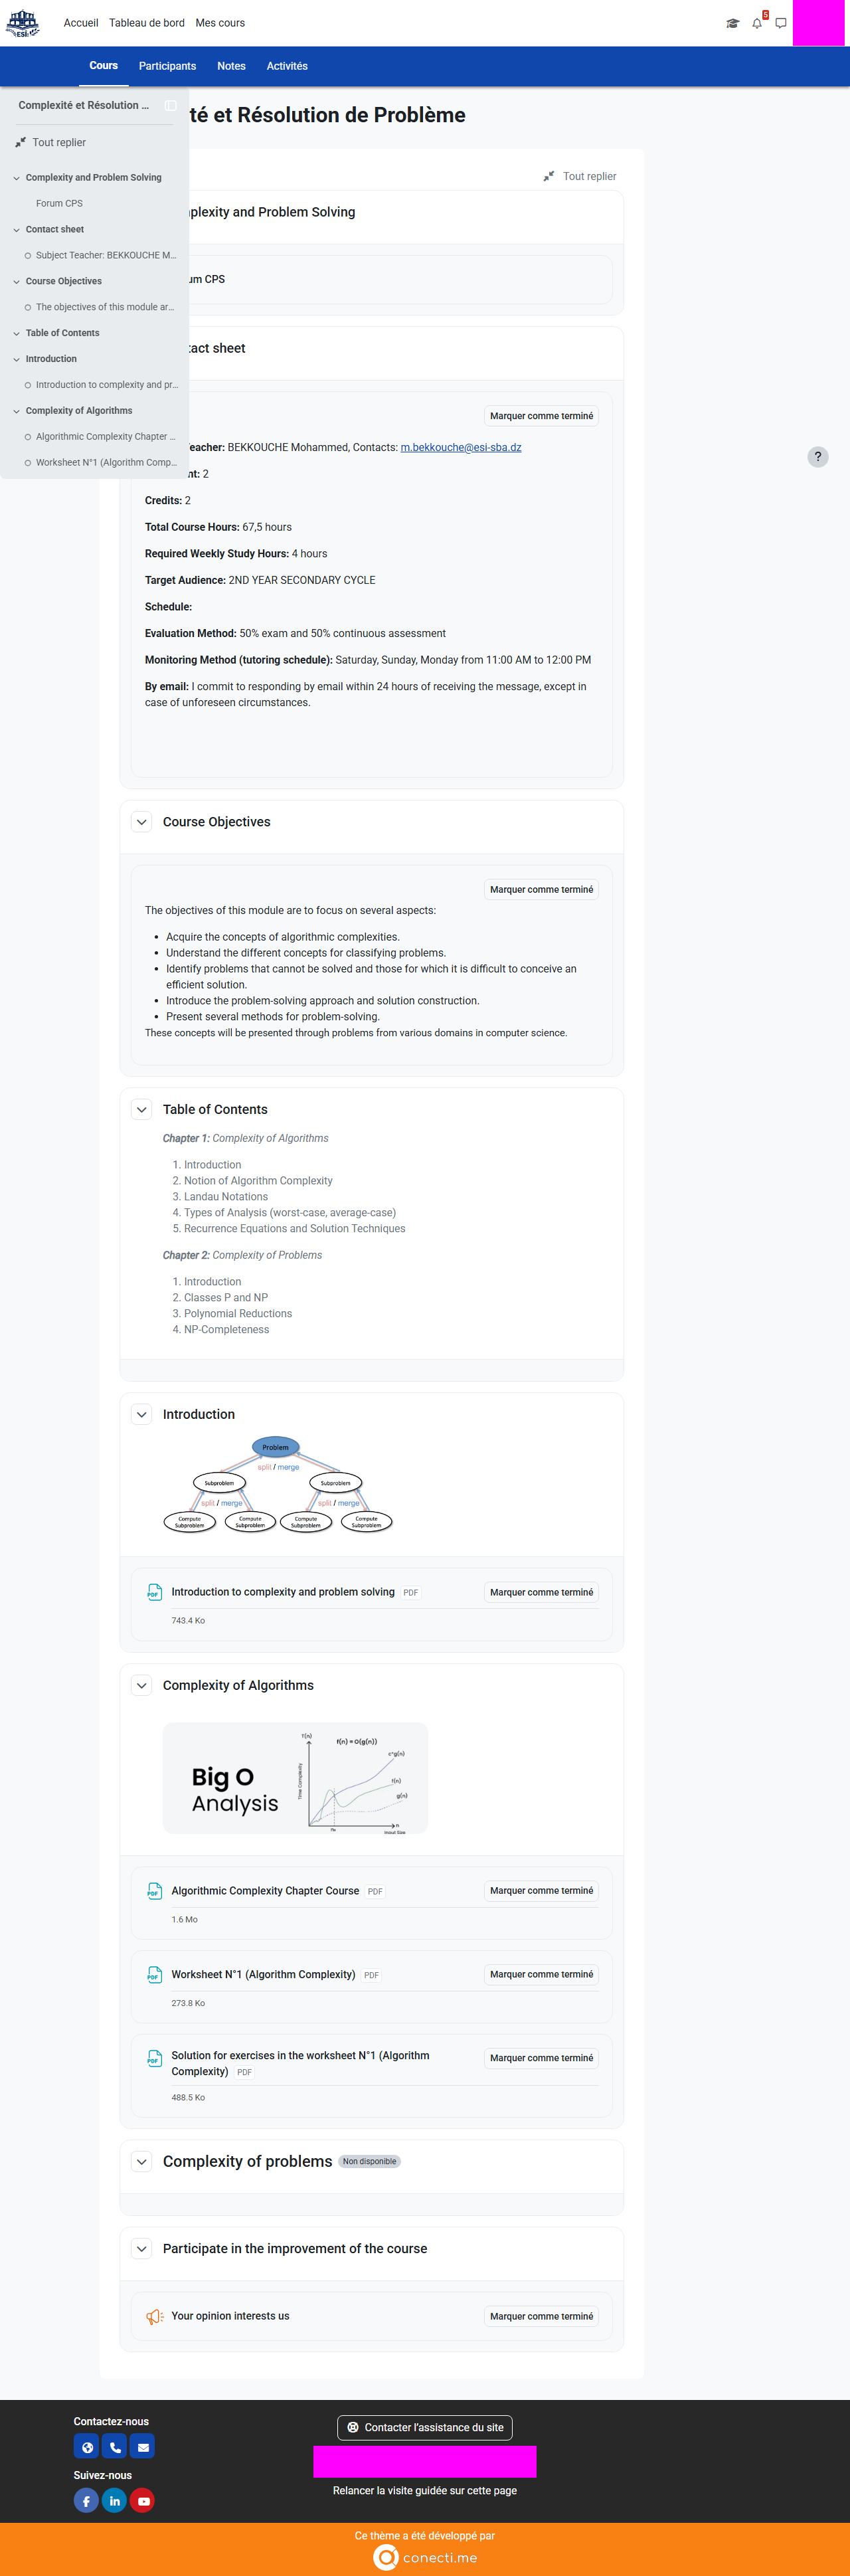 ESI
Accueil
Tableau de bord
Mes cours
5
Cours
Participants
Notes
Activités
Complexité et Résolution ...
té et Résolution de Problème
Tout replier
Tout replier
Complexity and Problem Solving
Forum CPS
Contact sheet
Subject Teacher: BEKKOUCHE M...
Course Objectives
The objectives of this module ar...
Table of Contents
Introduction
Introduction to complexity and pr...
Complexity of Algorithms
Algorithmic Complexity Chapter ...
Worksheet N°1 (Algorithm Comp...
plexity and Problem Solving
um CPS
tact sheet
Marquer comme terminé
eacher: BEKKOUCHE Mohammed, Contacts: m.bekkouche@esi-sba.dz
nt: 2
Credits: 2
Total Course Hours: 67,5 hours
Required Weekly Study Hours: 4 hours
Target Audience: 2ND YEAR SECONDARY CYCLE
Schedule:
Evaluation Method: 50% exam and 50% continuous assessment
Monitoring Method (tutoring schedule): Saturday, Sunday, Monday from 11:00 AM to 12:00 PM
By email: I commit to responding by email within 24 hours of receiving the message, except in
case of unforeseen circumstances.
?
Course Objectives
Marquer comme terminé
The objectives of this module are to focus on several aspects:
• Acquire the concepts of algorithmic complexities.
• Understand the different concepts for classifying problems.
• Identify problems that cannot be solved and those for which it is difficult to conceive an
efficient solution.
• Introduce the problem-solving approach and solution construction.
• Present several methods for problem-solving.
These concepts will be presented through problems from various domains in computer science.
Table of Contents
Chapter 1: Complexity of Algorithms
1. Introduction
2. Notion of Algorithm Complexity
3. Landau Notations
4. Types of Analysis (worst-case, average-case)
5. Recurrence Equations and Solution Techniques
Chapter 2: Complexity of Problems
1. Introduction
2. Classes P and NP
3. Polynomial Reductions
4. NP-Completeness
Introduction
Problem
split / merge
Subproblem
Subproblem
split / merge
split / merge
Compute
Subproblem
Compute
Subproblem
Compute
Subproblem
Compute
Subproblem
Introduction to complexity and problem solving PDF
Marquer comme terminé
743.4 Ko
Complexity of Algorithms
Big O
Analysis
T(n)
f(n) = O(g(n))
c*g(n)
f(n)
g(n)
Time Complexity
n
Input Size
Algorithmic Complexity Chapter Course PDF
Marquer comme terminé
1.6 Mo
Worksheet N°1 (Algorithm Complexity) PDF
Marquer comme terminé
273.8 Ko
Solution for exercises in the worksheet N°1 (Algorithm
Complexity) PDF
Marquer comme terminé
488.5 Ko
Complexity of problems Non disponible
Participate in the improvement of the course
Your opinion interests us
Marquer comme terminé
Contactez-nous
Contacter l'assistance du site
Suivez-nous
Relancer la visite guidée sur cette page
Ce thème a été développé par
conecti.me